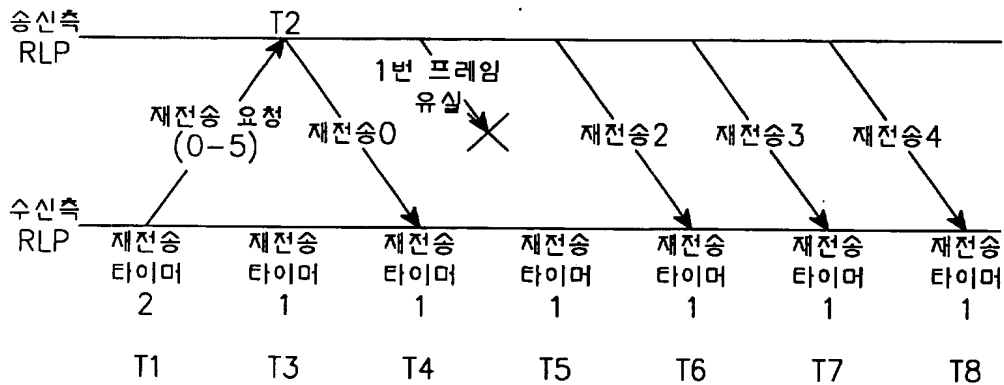 송신측
RLP
T2
1번 프레임
유실
재전송 요청
(0-5)
재전송0
재전송2
재전송3
재전송4
수신측
RLP
재전송
타이머
2
재전송
타이머
1
재전송
타이머
1
재전송
타이머
1
재전송
타이머
1
재전송
타이머
1
재전송
타이머
1
T1
T3
T4
T5
T6
T7
T8